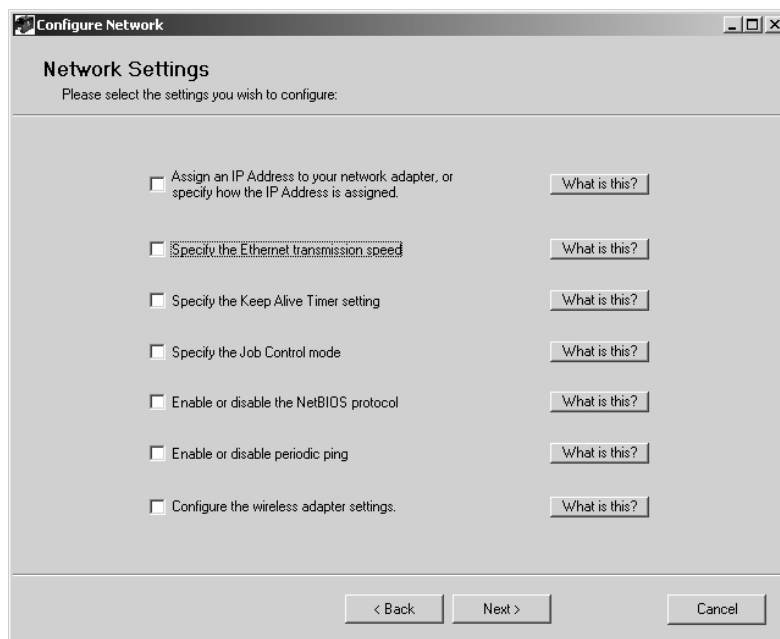 Configure Network
Network Settings
Please select the settings you wish to configure:
Assign an IP Address to your network adapter, or
specify how the IP Address is assigned.
What is this?
Specify the Ethernet transmission speed
What is this?
Specify the Keep Alive Timer setting
What is this?
Specify the Job Control mode
What is this?
Enable or disable the NetBIOS protocol
What is this?
Enable or disable periodic ping
What is this?
Configure the wireless adapter settings.
What is this?
< Back
Next >
Cancel